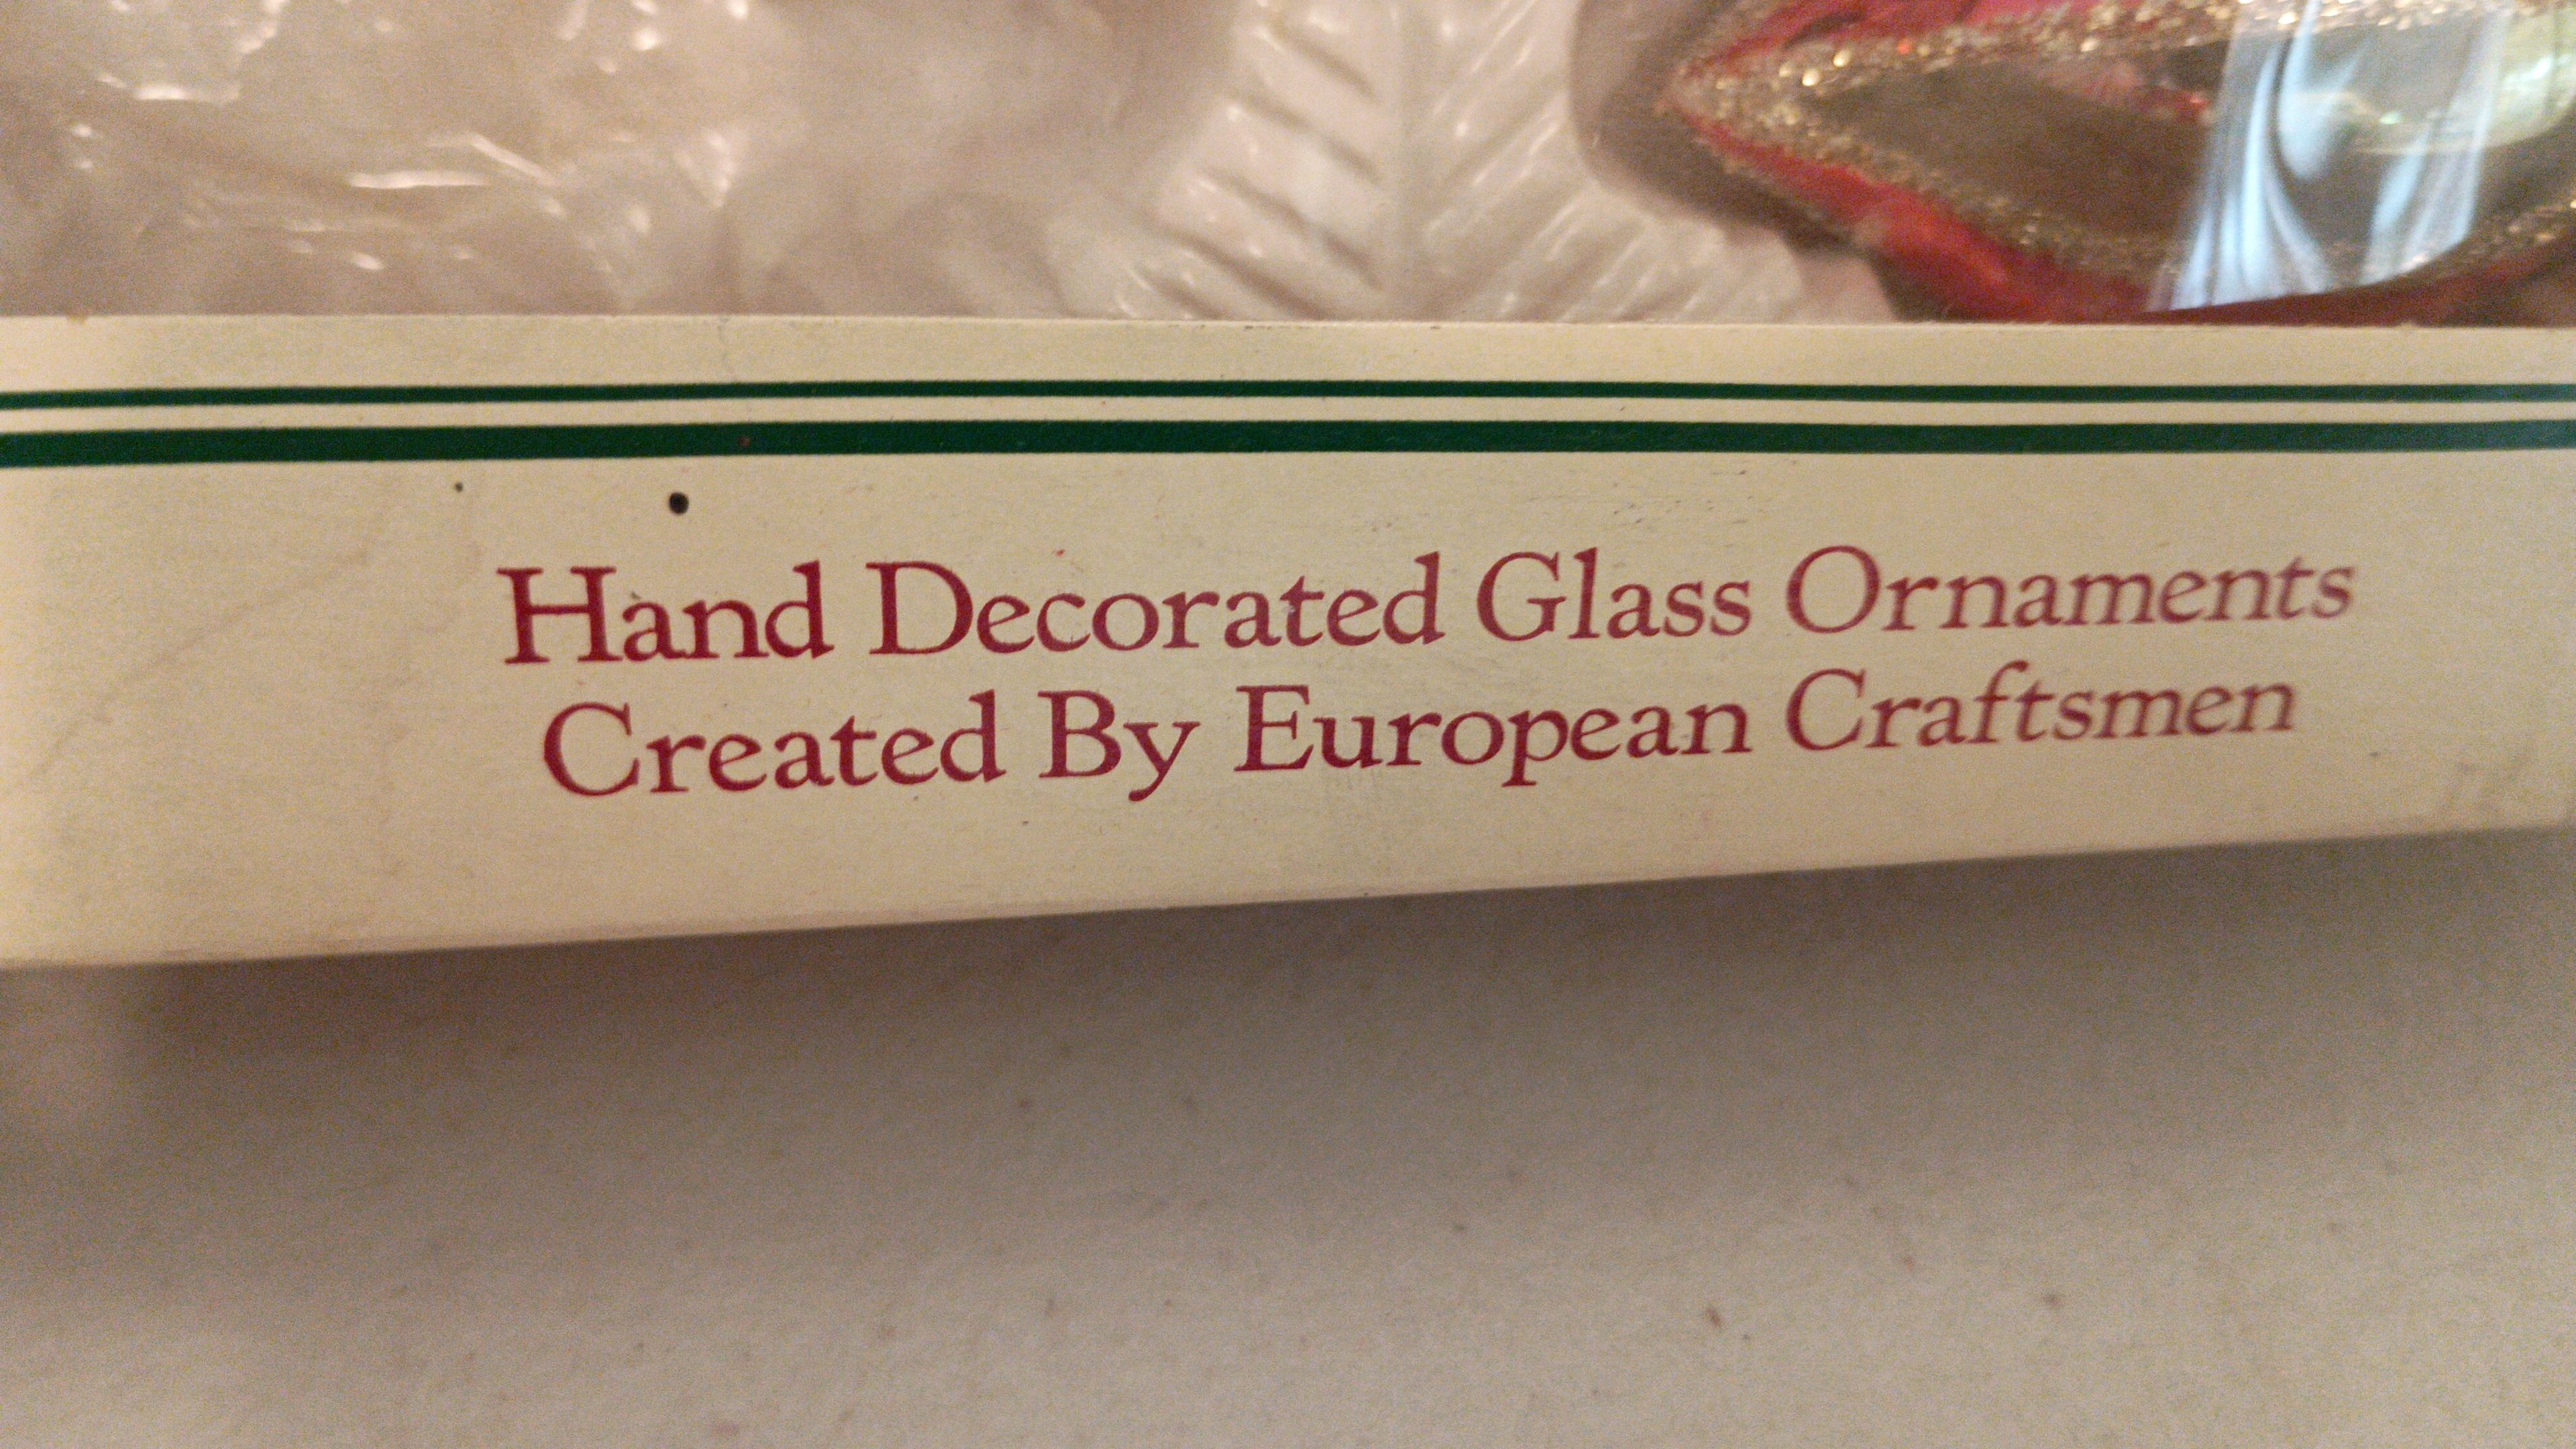 Hand Decorated Glass Ornaments
Created By European Craftsmen